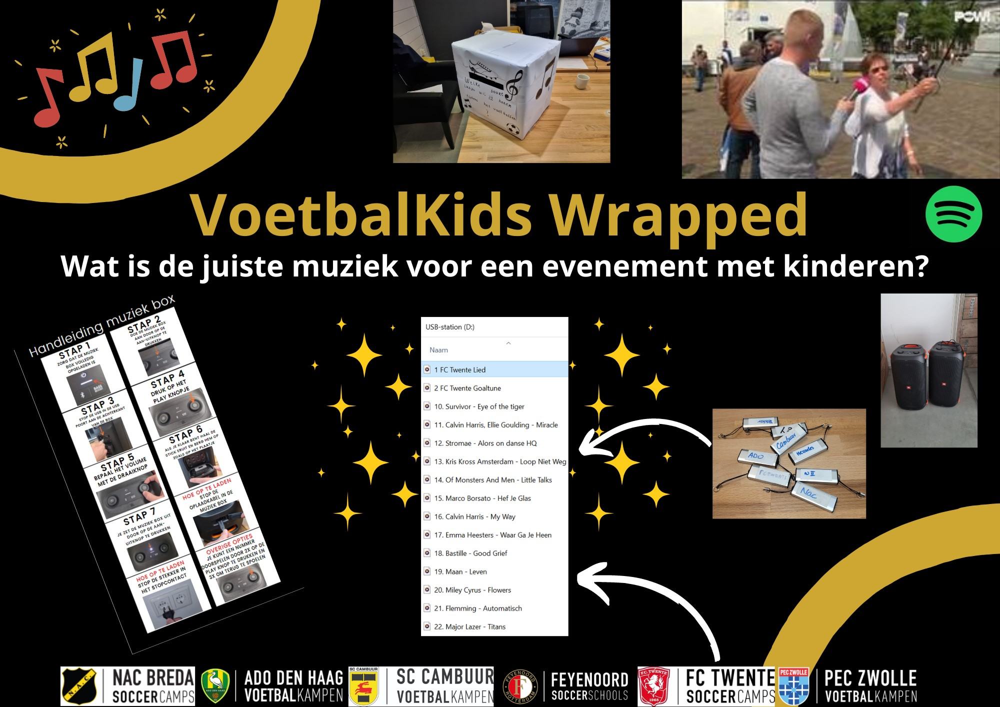 POW!
Welke soort
lieden wil jij horen
tijdens het voetballen
?
VoetbalKids Wrapped
Wat is de juiste muziek voor een evenement met kinderen?
Handleiding muziek box
STAP 1
ZORG DAT DE MUZIEK
BOX VOLLEDIG
OPGELADEN IS
BASS
BOOST
STAP 2
DOE DE MUZIEK BOX
AAN DOOR OP DE
AAN-UITKNOP TE
DRUKKEN
STAP 3
STOP DE USB IN DE USB
POORT AAN DE ACHTERKANT
VAN DE BOX
STAP 4
DRUK OP HET
PLAY KNOPJE
STAP 5
BEPAAL HET VOLUME
MET DE DRAAIKNOP
STAP 6
ALS JE KLAAR BENT HAAL DE
STICK ERUIT EN BERG HEM OP
ZOALS OP HET PLAATJE
STAP 7
JE ZET DE MUZIEK BOX UIT
DOOR OP DE AAN-
UITKNOP TE DRUKKEN
HOE OP TE LADEN
STOP DE
OPLAADKABEL IN DE
MUZIEK BOX
HOE OP TE LADEN
STOP DE STEKKER IN
HET STOPCONTACT
OVERIGE OPTIES
JE KUNT EEN NUMMER
DOORSPELEN DOOR 2X OP DE
PLAY KNOP TE DRUKKEN EN
3X OM TERUG TE SPOELEN
USB-station (D:)
Naam
1 FC Twente Lied
2 FC Twente Goaltune
10. Survivor - Eye of the tiger
11. Calvin Harris, Ellie Goulding - Miracle
12. Stromae - Alors on danse HQ
13. Kris Kross Amsterdam - Loop Niet Weg
14. Of Monsters And Men - Little Talks
15. Marco Borsato - Hef Je Glas
16. Calvin Harris - My Way
17. Emma Heesters - Waar Ga Je Heen
18. Bastille - Good Grief
19. Maan - Leven
20. Miley Cyrus - Flowers
21. Flemming - Automatisch
22. Major Lazer - Titans
Telstar
Cambuur
Heracles
ADO
Nac
N.A.C.
NAC BREDA
SOCCERCAMPS
ADO DEN HAAG
ADO DEN HAAG
VOETBALKAMPEN
SC CAMBUUR
SC CAMBUUR
VOETBALKAMPEN
FEYENOORD
ROTTERDAM
F
FEYENOORD
SOCCERSCHOOLS
F.C. TWENTE
1965
FC TWENTE
SOCCERCAMPS
PEC ZWOLLE
PEC ZWOLLE
VOETBALKAMPEN